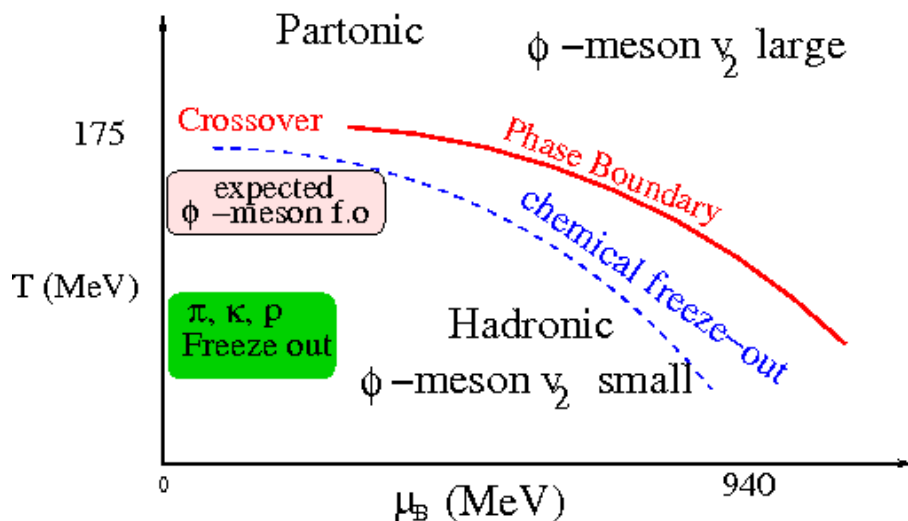 Partonic
ϕ –meson v₂ large
Crossover
175
Phase Boundary
expected
ϕ –meson f.o
chemical freeze–out
T (MeV)
π, κ, ρ
Freeze out
Hadronic
ϕ –meson v₂ small
0
940
μ_B (MeV)